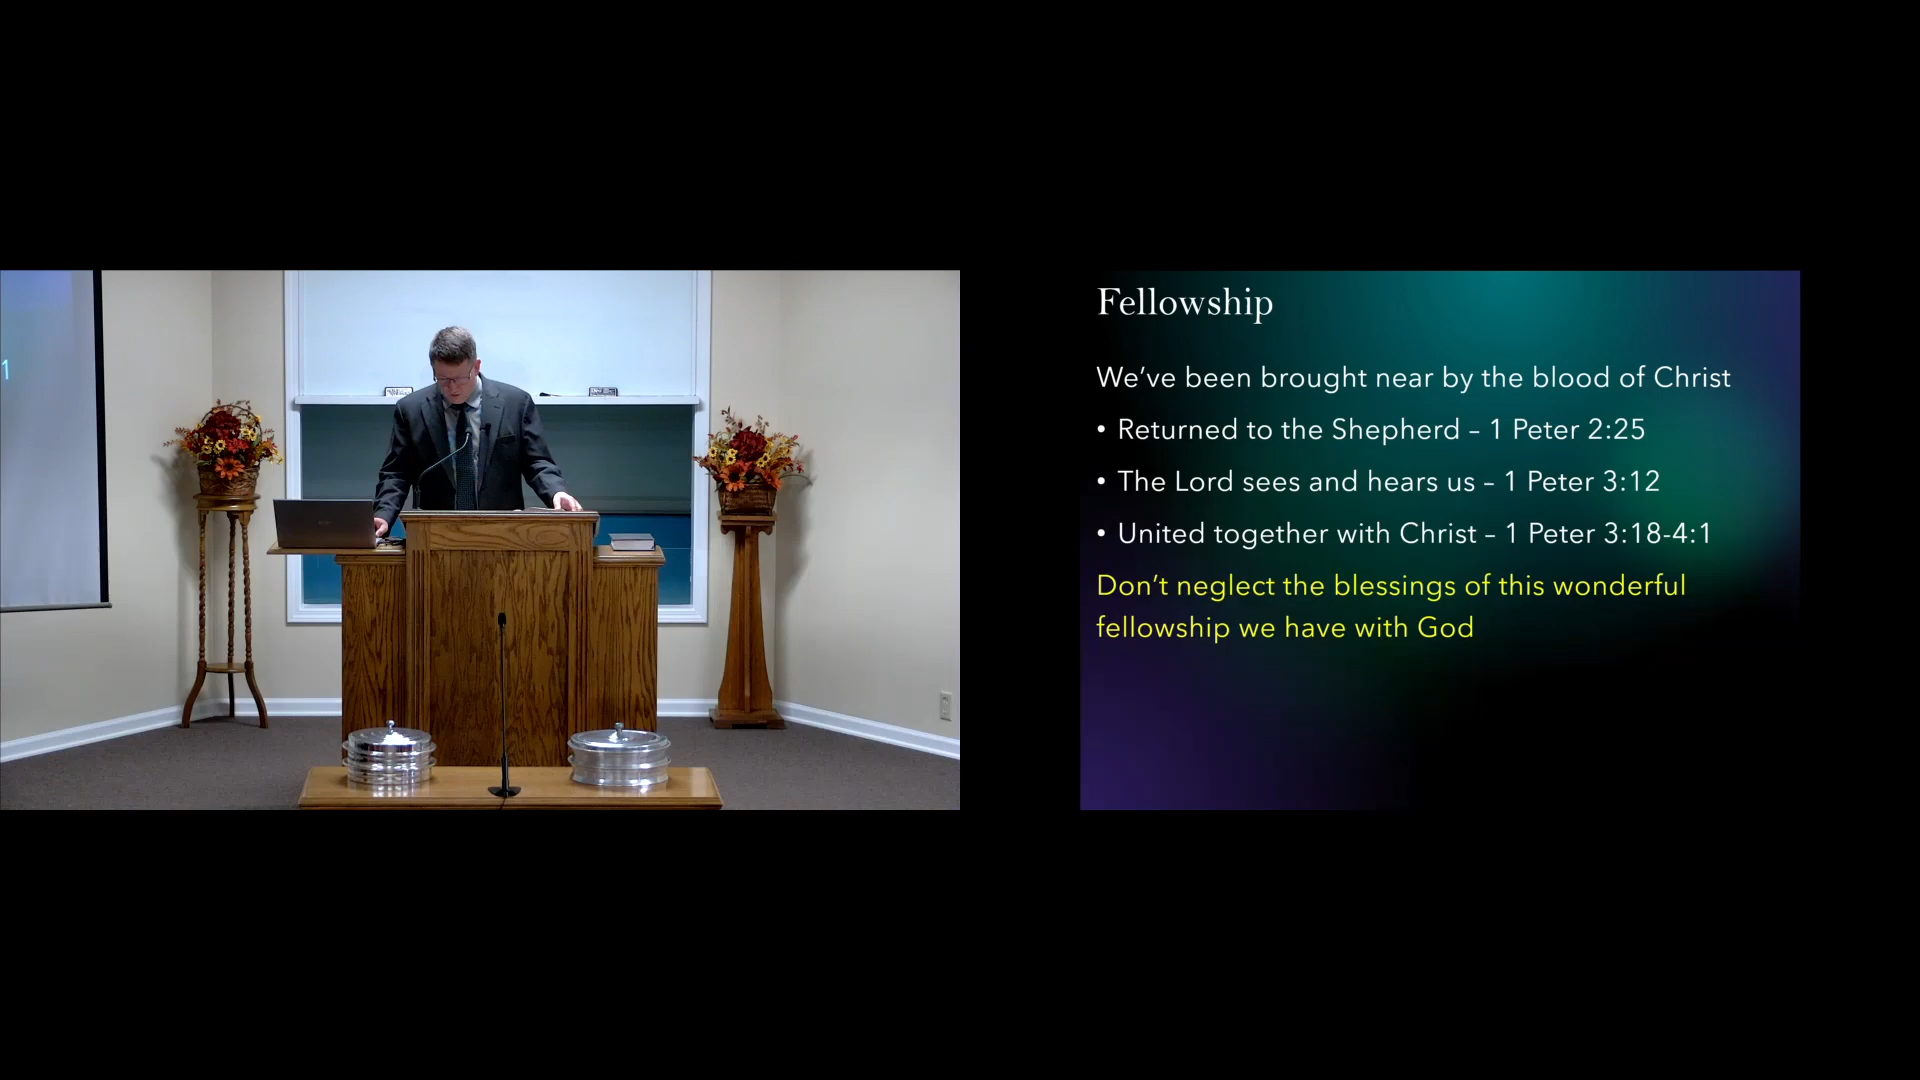 1
Fellowship
We've been brought near by the blood of Christ
• Returned to the Shepherd – 1 Peter 2:25
• The Lord sees and hears us – 1 Peter 3:12
• United together with Christ – 1 Peter 3:18-4:1
Don't neglect the blessings of this wonderful
fellowship we have with God